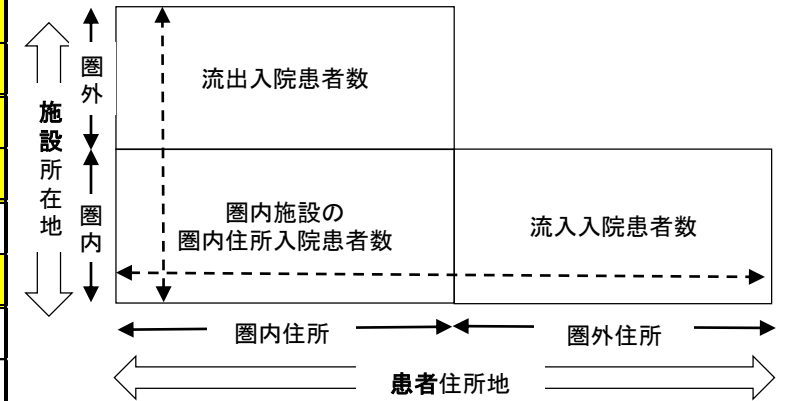 施設所在地
圏外
圏内
流出入院患者数
圏内施設の
圏内住所入院患者数
流入入院患者数
圏内住所
圏外住所
患者住所地